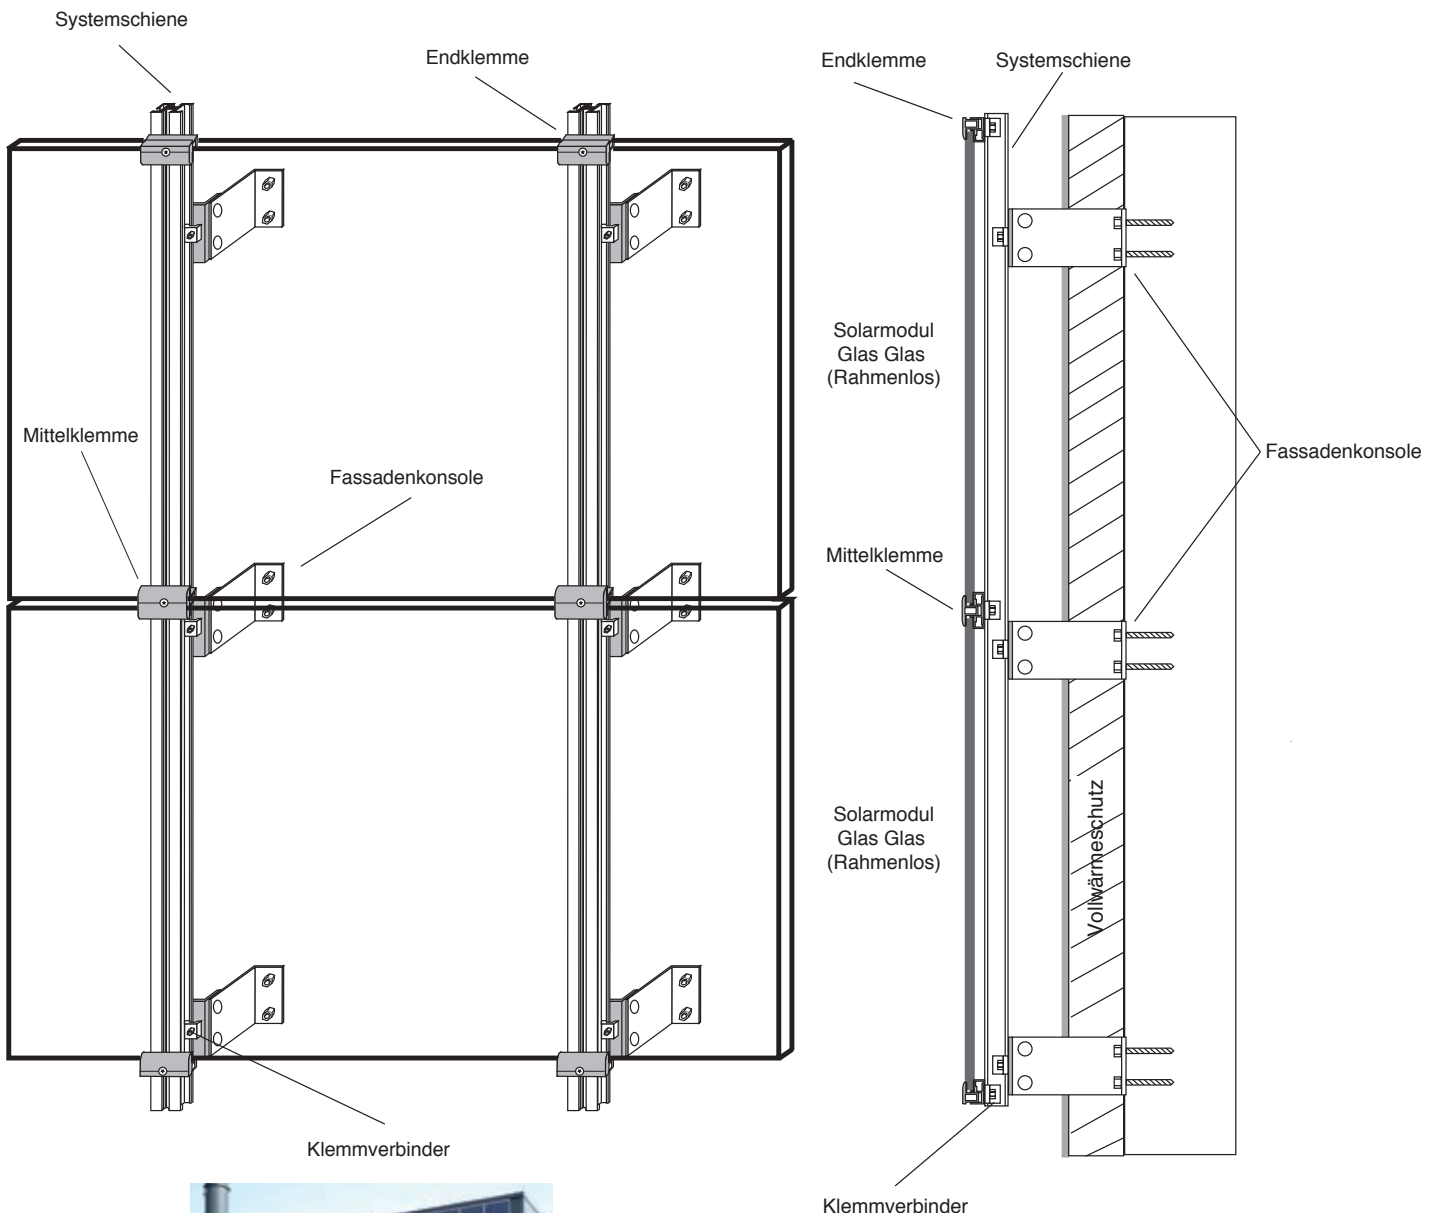 Systemschiene
Endklemme
Mittelklemme
Fassadenkonsole
Klemmverbinder
Endklemme
Systemschiene
Solarmodul
Glas Glas
(Rahmenlos)
Fassadenkonsole
Mittelklemme
Solarmodul
Glas Glas
(Rahmenlos)
Vollwärmeschutz
Klemmverbinder